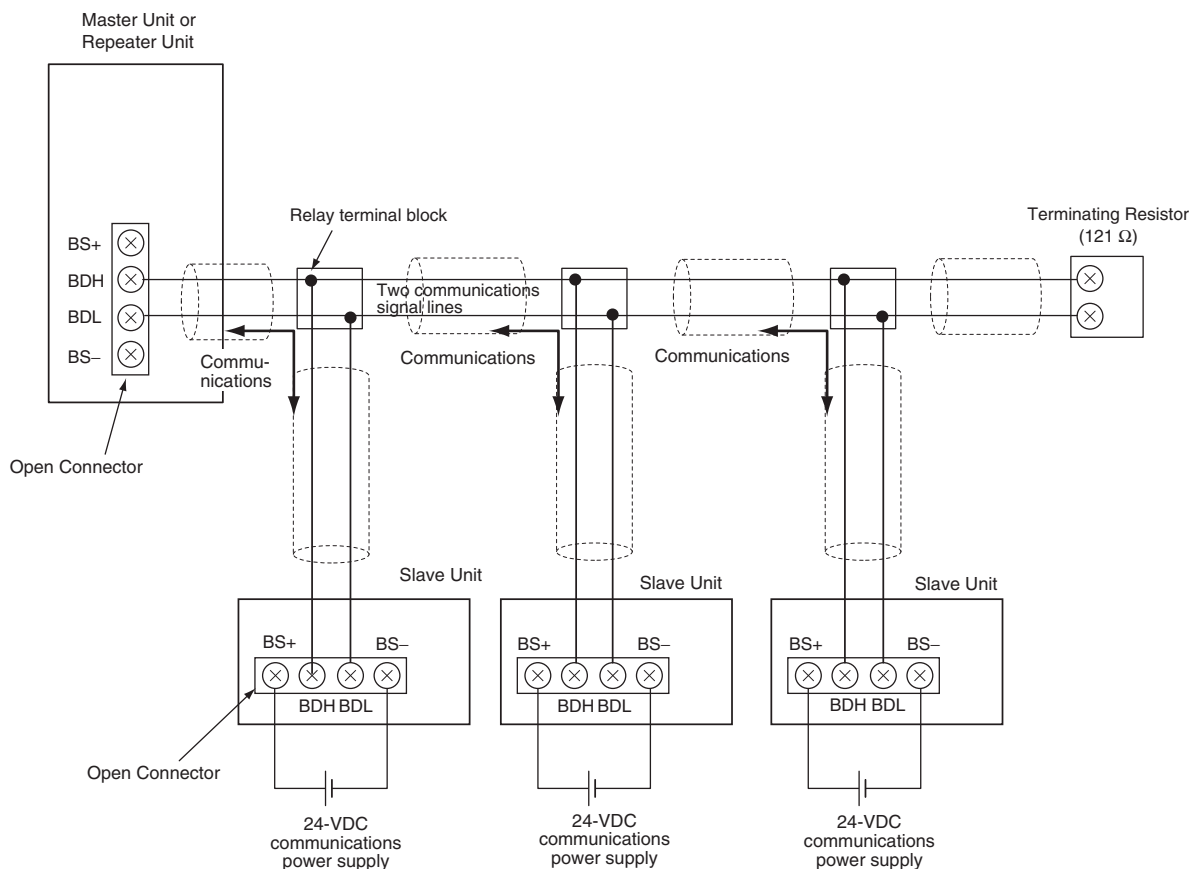 Master Unit or
Repeater Unit
Relay terminal block
Terminating Resistor
(121 Ω)
BS+
BDH
BDL
BS–
Two communications
signal lines
Commu-
nications
Communications
Communications
Open Connector
Slave Unit
Slave Unit
Slave Unit
BS+
BS–
BS+
BS–
BS+
BS–
BDH BDL
BDH BDL
BDH BDL
Open Connector
24-VDC
communications
power supply
24-VDC
communications
power supply
24-VDC
communications
power supply